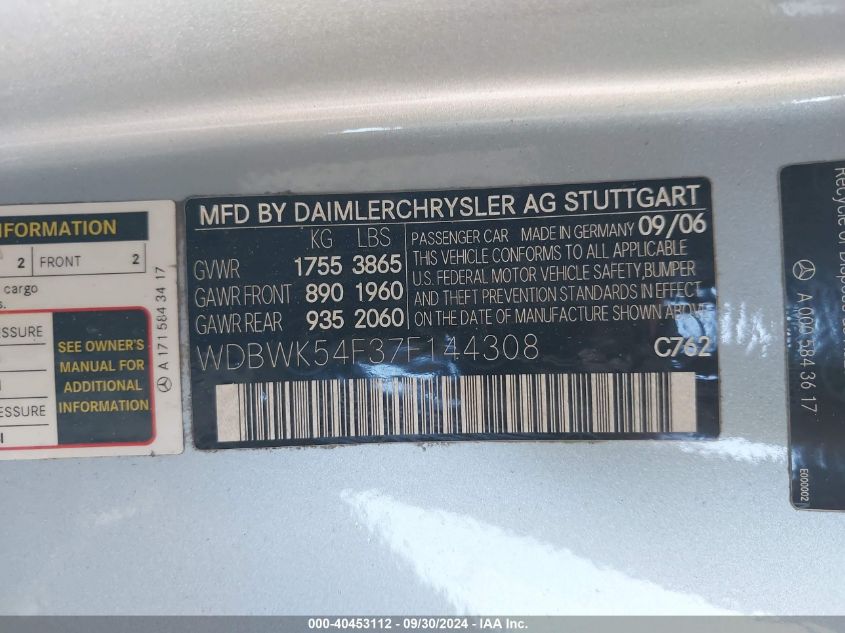 INFORMATION
2 FRONT 2
cargo
s.
PRESSURE
PRESSURE
SEE OWNER'S
MANUAL FOR
ADDITIONAL
INFORMATION
A 171 584 34 17
MFD BY DAIMLERCHRYSLER AG STUTTGART
KG LBS
GVWR 1755 3865
GAWR FRONT 890 1960
GAWR REAR 935 2060
PASSENGER CAR MADE IN GERMANY 09/06
THIS VEHICLE CONFORMS TO ALL APPLICABLE
U.S. FEDERAL MOTOR VEHICLE SAFETY, BUMPER
AND THEFT PREVENTION STANDARDS IN EFFECT
ON THE DATE OF MANUFACTURE SHOWN ABOVE
WDBWK54F37F144308 C762
A 000 584 36 17
E000002
000-40453112 - 09/30/2024 - IAA Inc.